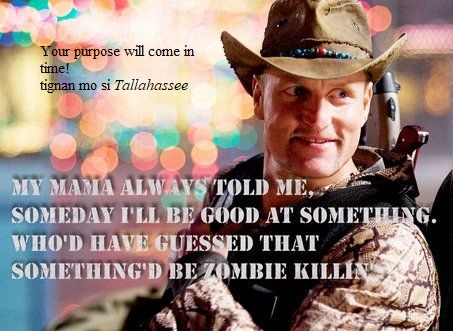 Your purpose will come in
time!
tignan mo si Tallahassee
MY MAMA ALWAYS TOLD ME,
SOMEDAY I'LL BE GOOD AT SOMETHING.
WHO'D HAVE GUESSED THAT
SOMETHING'D BE ZOMBIE KILLIN'